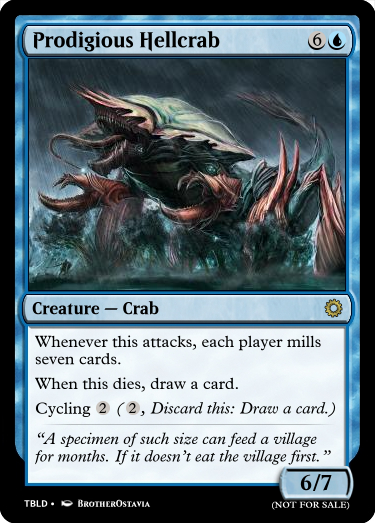 Prodigious Hellcrab 6
Creature — Crab
Whenever this attacks, each player mills
seven cards.
When this dies, draw a card.
Cycling 2 (2, Discard this: Draw a card.)
“A specimen of such size can feed a village
for months. If it doesn't eat the village first.”
6/7
TBLD • BROTHEROSTAVIA
(NOT FOR SALE)